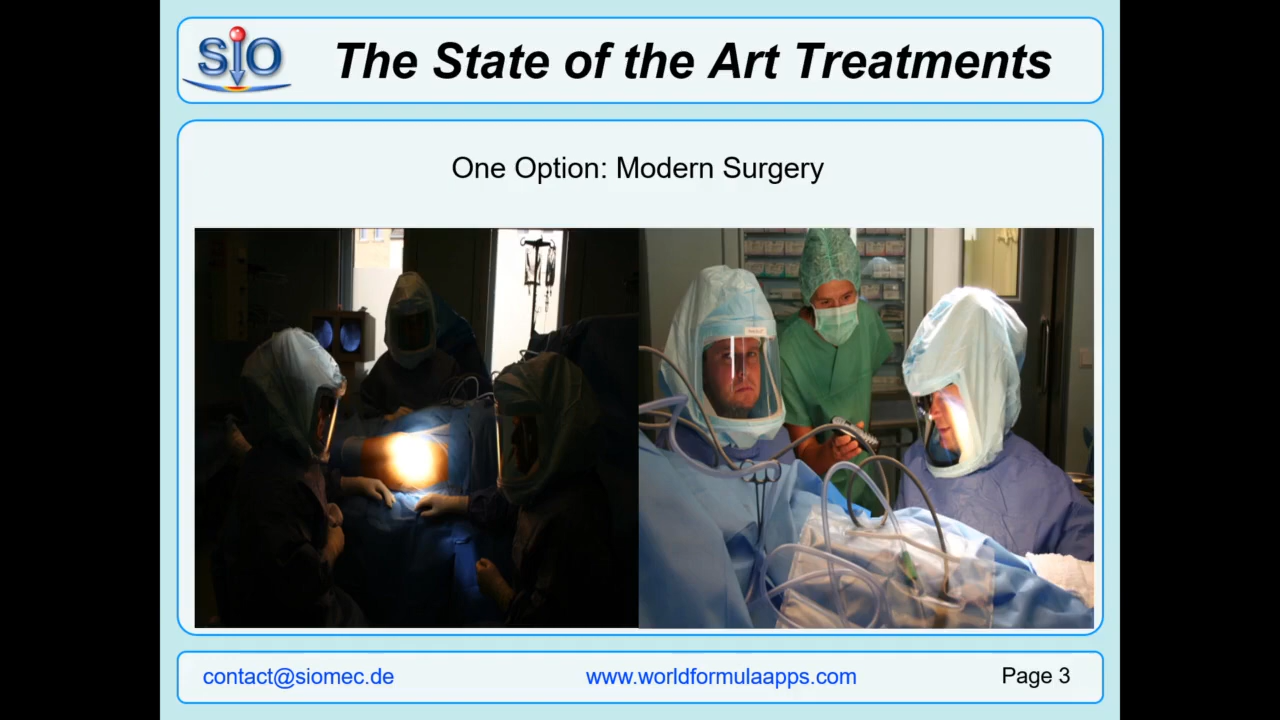 SIO
The State of the Art Treatments
One Option: Modern Surgery
contact@siomec.de
www.worldformulaapps.com
Page 3